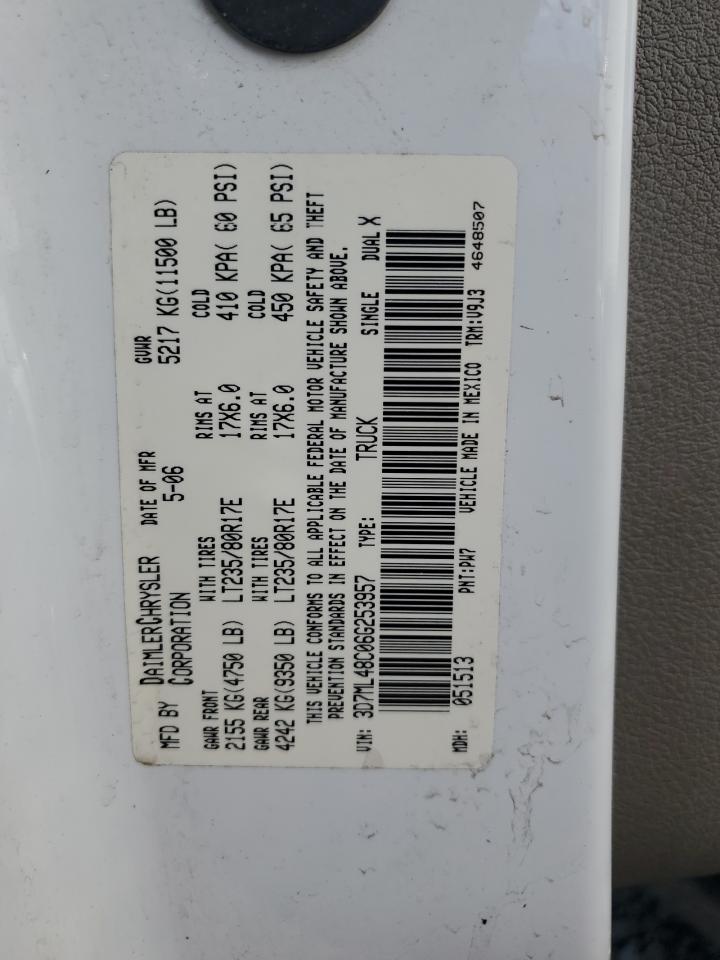 MFD BY DAIMLERCHRYSLER CORPORATION DATE OF MFR 5-06 GVWR 5217 KG(11500 LB)
GAWR FRONT WITH TIRES RIMS AT COLD
2155 KG(4750 LB) LT235/80R17E 17X6.0 410 KPA( 60 PSI)
GAWR REAR WITH TIRES RIMS AT COLD
4242 KG(9350 LB) LT235/80R17E 17X6.0 450 KPA( 65 PSI)
THIS VEHICLE CONFORMS TO ALL APPLICABLE FEDERAL MOTOR VEHICLE SAFETY AND THEFT
PREVENTION STANDARDS IN EFFECT ON THE DATE OF MANUFACTURE SHOWN ABOVE.
VIN: 3D7ML48C06G253957 TYPE: TRUCK SINGLE DUAL X
MDH: 051513 PNT:PW7 VEHICLE MADE IN MEXICO TRM:V9J3 4648507